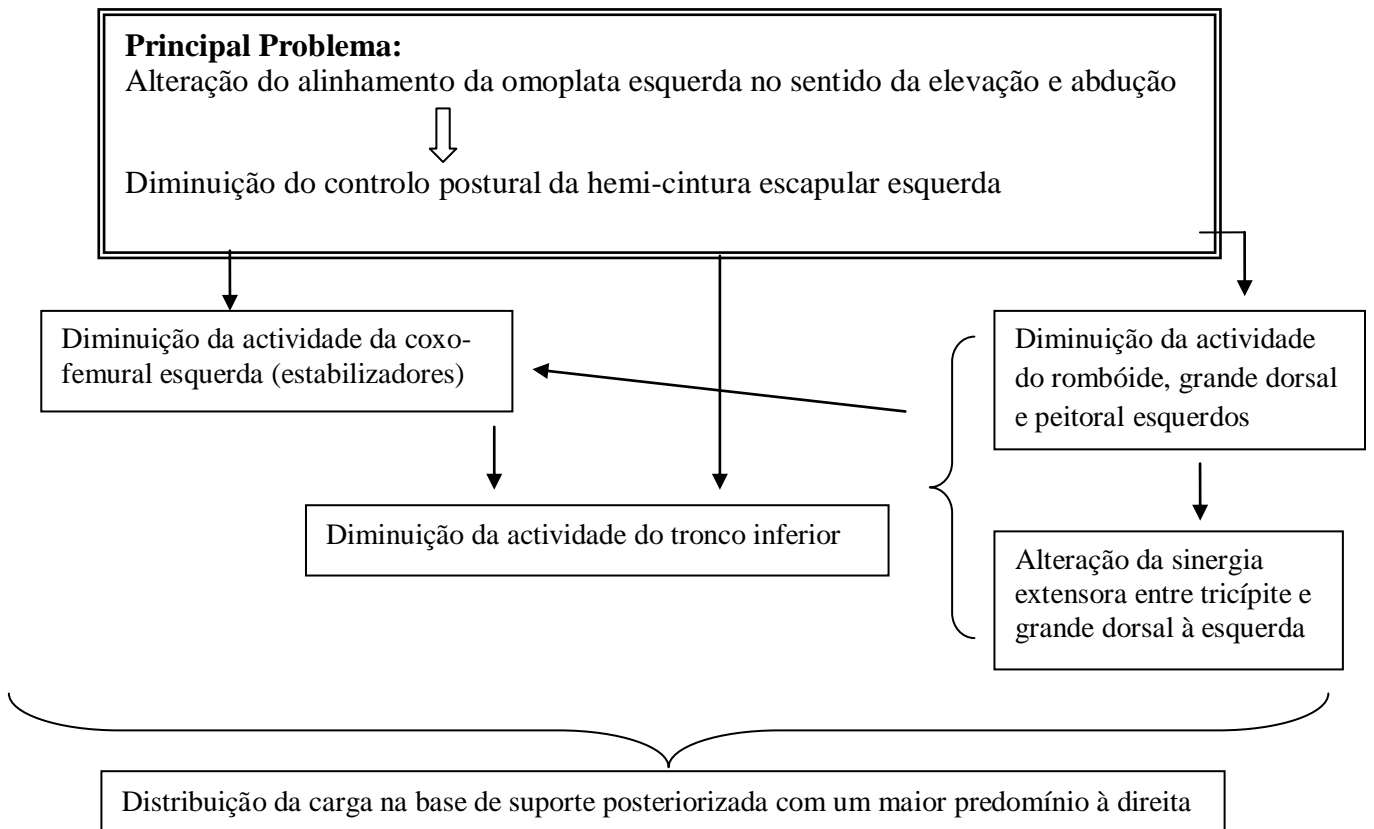 Principal Problema:
Alteração do alinhamento da omoplata esquerda no sentido da elevação e abdução
Diminuição do controlo postural da hemi-cintura escapular esquerda
Diminuição da actividade da coxo-
femural esquerda (estabilizadores)
Diminuição da actividade
do rombóide, grande dorsal
e peitoral esquerdos
Diminuição da actividade do tronco inferior
Alteração da sinergia
extensora entre tricípite e
grande dorsal à esquerda
Distribuição da carga na base de suporte posteriorizada com um maior predomínio à direita